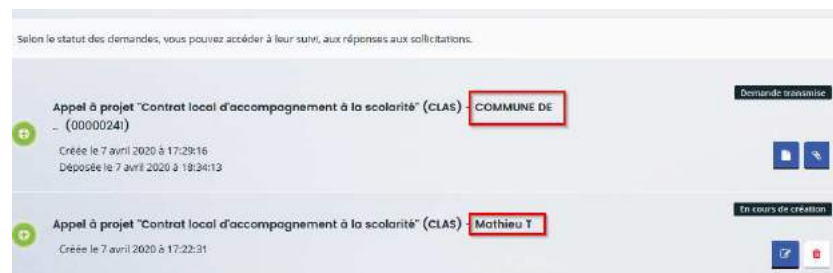 Selon le statut des demandes, vous pouvez accéder à leur suivi, aux réponses aux sollicitations.
Demande transmise
Appel à projet "Contrat local d'accompagnement à la scolarité" (CLAS) - COMMUNE DE
_ (00000241)
Créée le 7 avril 2020 à 17:29:16
Déposée le 7 avril 2020 à 18:34:13
En cours de création
Appel à projet "Contrat local d'accompagnement à la scolarité" (CLAS) - Mathieu T
Créée le 7 avril 2020 à 17:22:31